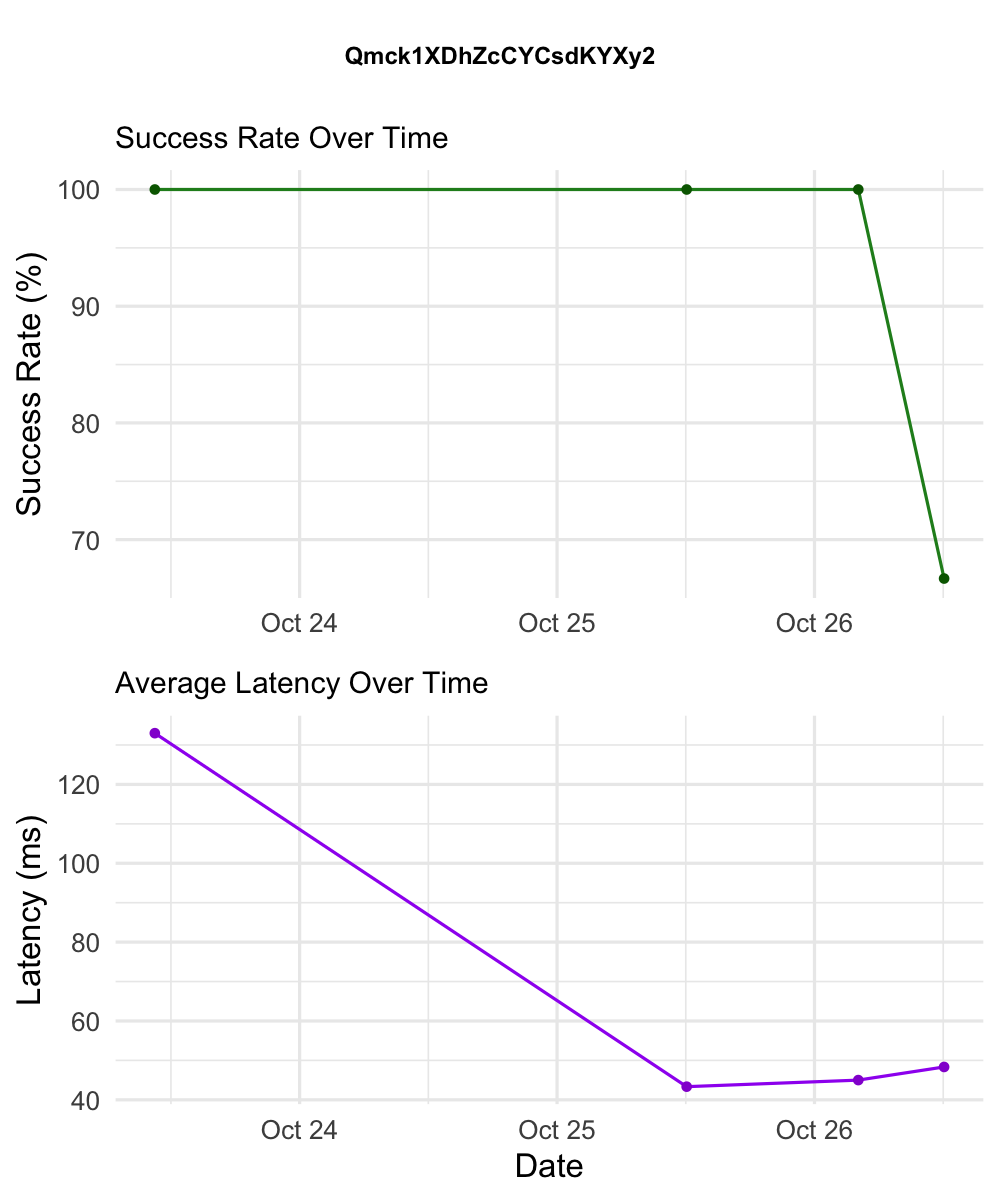 Qmck1XDhZcCYCsdKYXy2
Success Rate Over Time
Success Rate (%)
100
90
80
70
Oct 24 Oct 25 Oct 26
Average Latency Over Time
Latency (ms)
120
100
80
60
40
Oct 24 Oct 25 Oct 26
Date